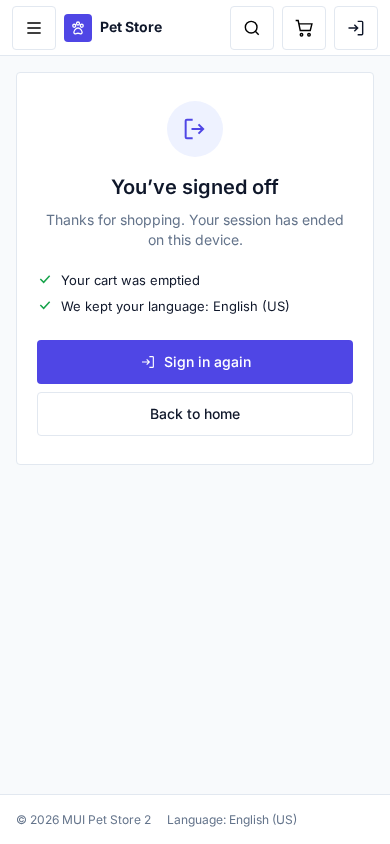 Pet Store
You’ve signed off
Thanks for shopping. Your session has ended
on this device.
Your cart was emptied
We kept your language: English (US)
Sign in again
Back to home
© 2026 MUI Pet Store 2 Language: English (US)